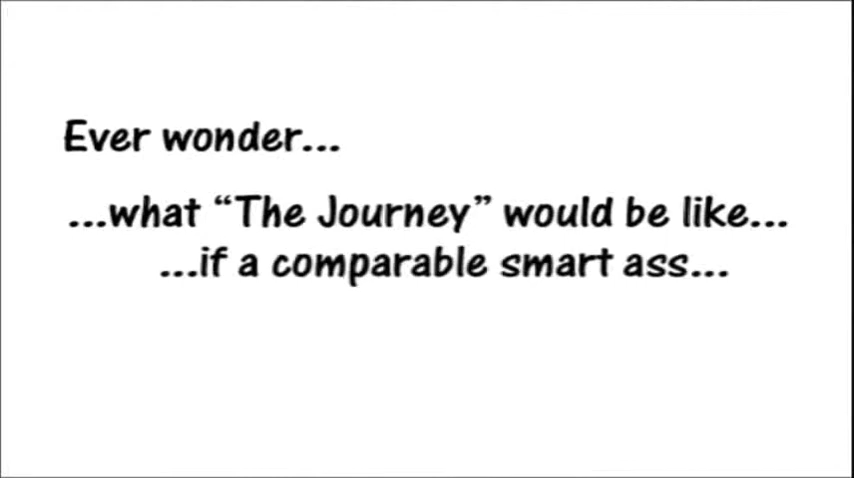 Ever wonder...
...what “The Journey” would be like...
...if a comparable smart ass...